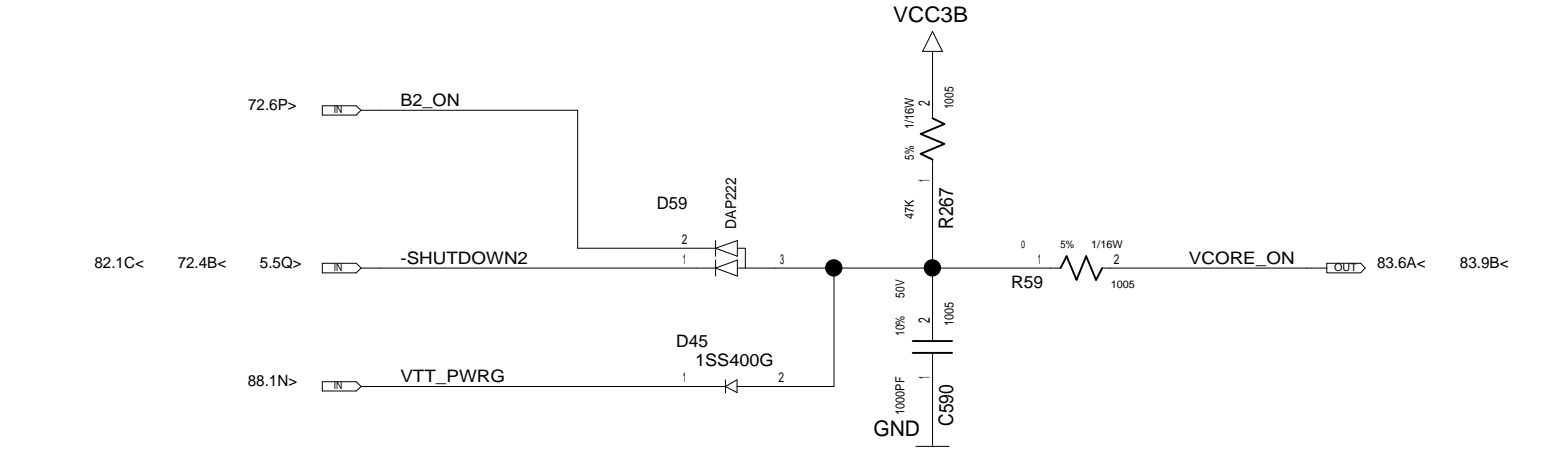 VCC3B
72.6P>
IN
B2_ON
1/16W
2
1005
5%
1
47K
R267
D59
DAP222
2
1
3
82.1C<
72.4B<
5.5Q>
IN
-SHUTDOWN2
0
5%
1/16W
1
2
R59
1005
VCORE_ON
OUT
83.6A<
83.9B<
50V
10%
2
1005
1000PF
1
C590
GND
D45
1SS400G
88.1N>
IN
VTT_PWRG
1
2